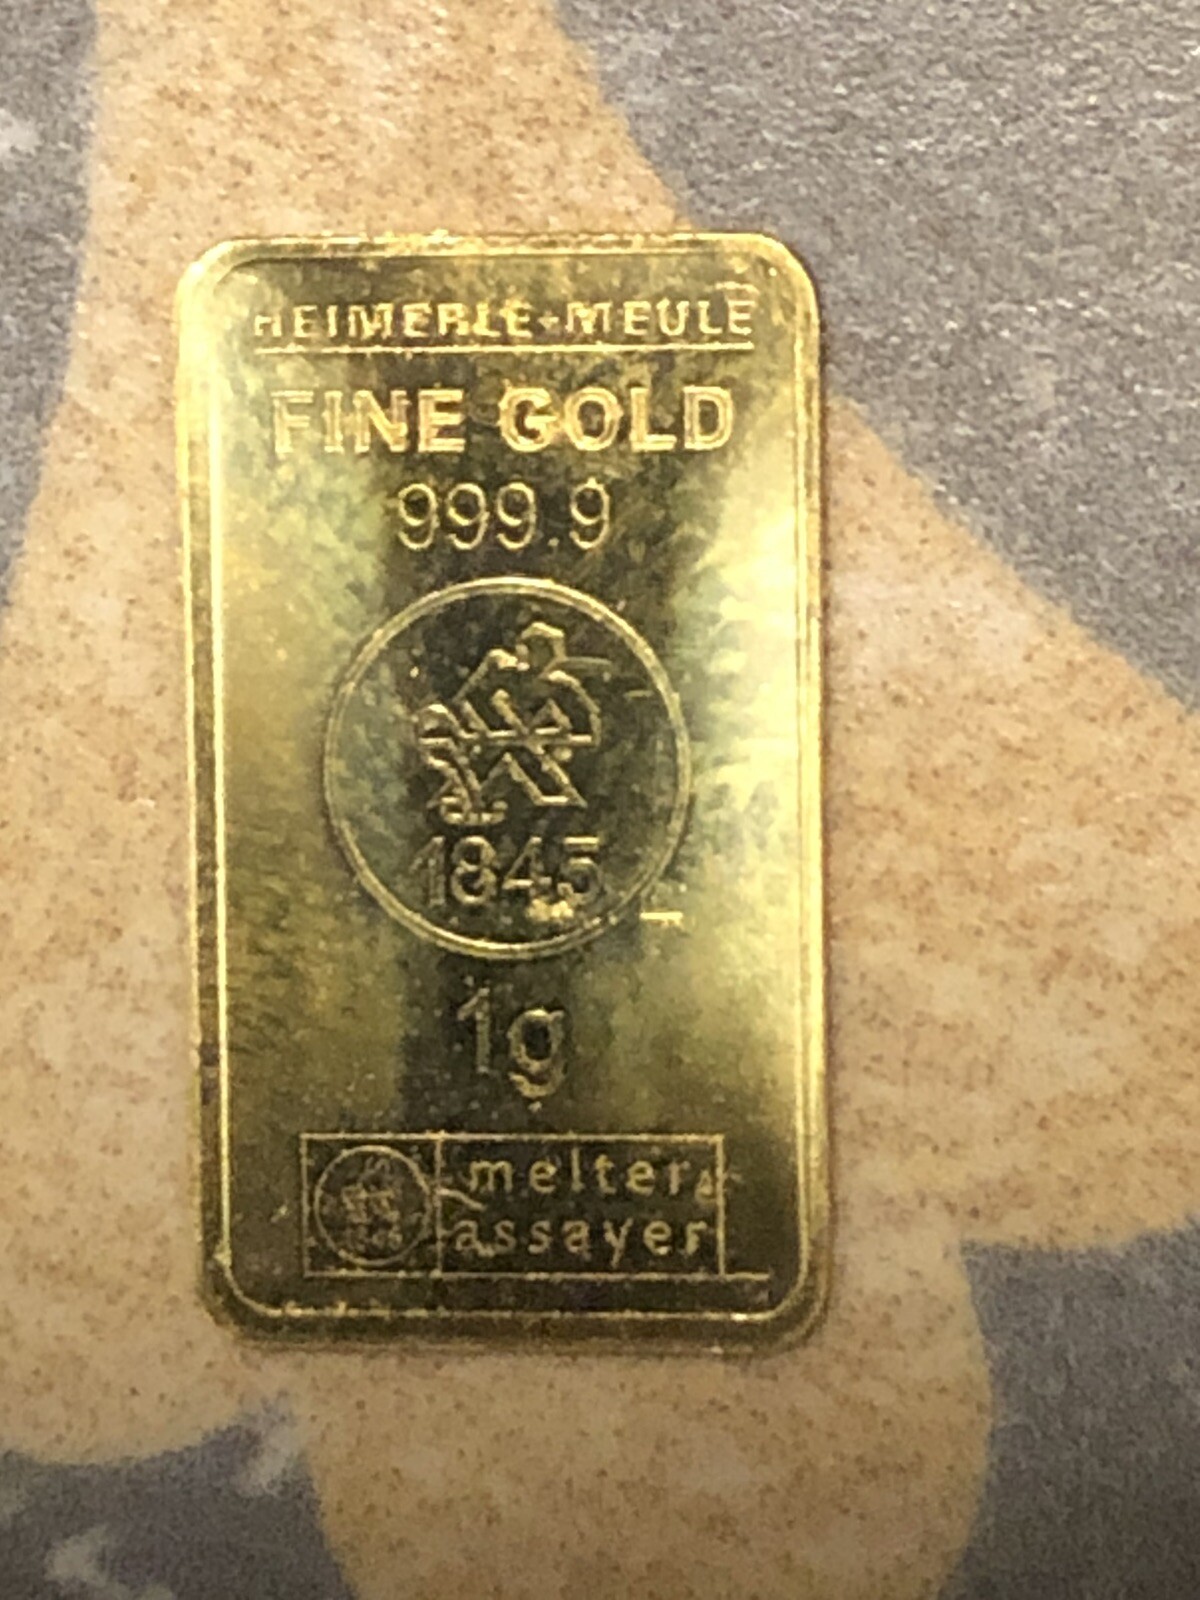 HEIMERLE+MEULE
FINE GOLD
999.9
1845
1g
melter
assayer